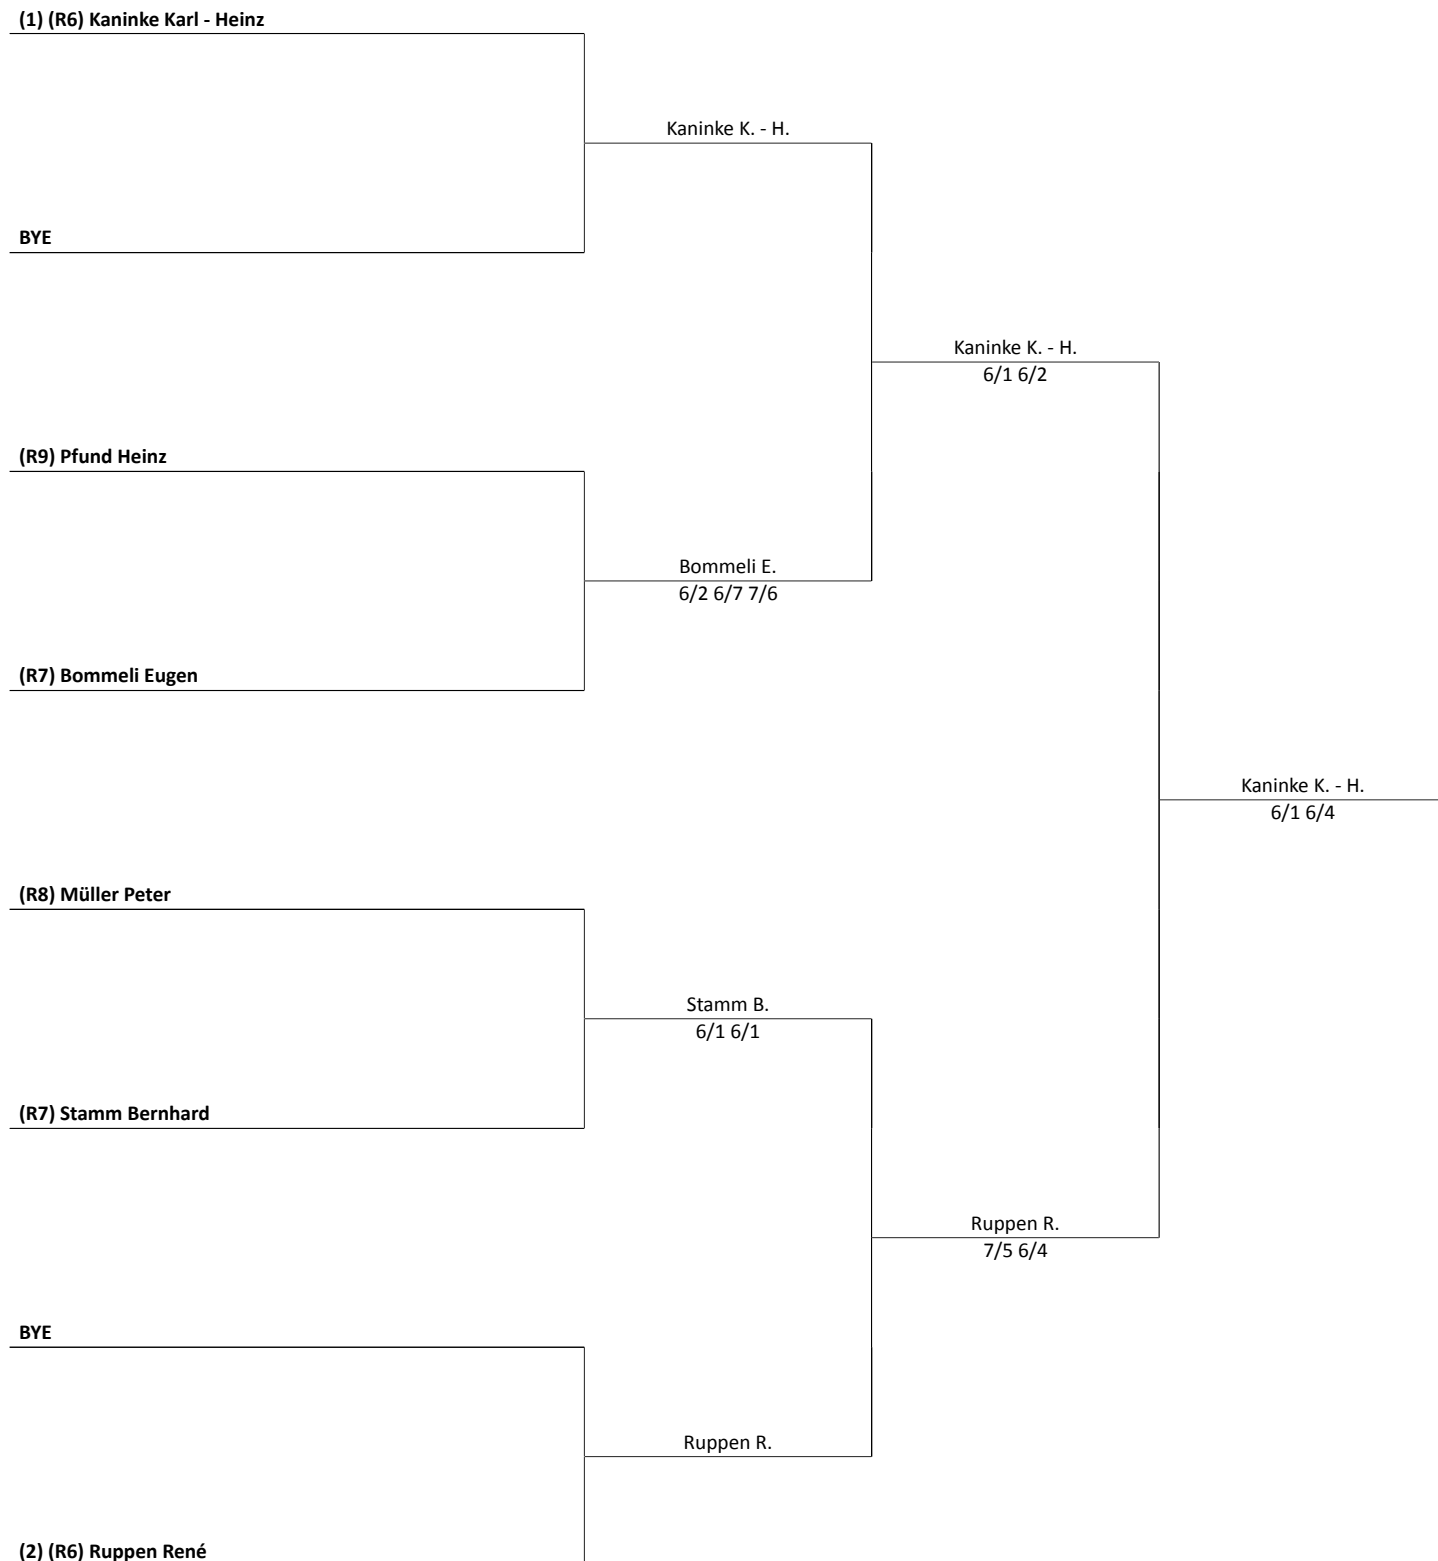 (1) (R6) Kaninke Karl - Heinz
Kaninke K. - H.
BYE
Kaninke K. - H.
6/1 6/2
(R9) Pfund Heinz
Bommeli E.
6/2 6/7 7/6
(R7) Bommeli Eugen
Kaninke K. - H.
6/1 6/4
(R8) Müller Peter
Stamm B.
6/1 6/1
(R7) Stamm Bernhard
Ruppen R.
7/5 6/4
BYE
Ruppen R.
(2) (R6) Ruppen René